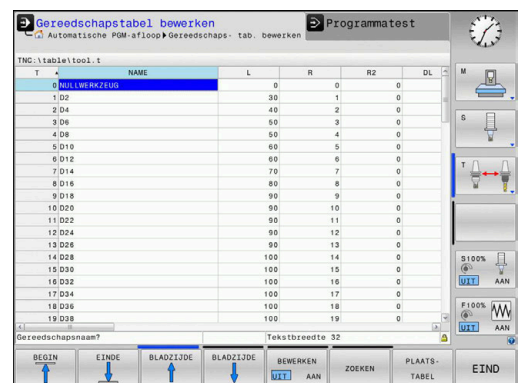 Gereedschapstabel bewerken
Programmatest
Automatische PGM-afloop▶Gereedschaps- tab. bewerken
TNC:\table\tool.t
T NAME L R R2 DL
0 NULLWERKZEUG 0 0 0
1 D2 30 1 0
2 D4 40 2 0
3 D6 50 3 0
4 D8 50 4 0
5 D10 60 5 0
6 D12 60 6 0
7 D14 70 7 0
8 D16 80 8 0
9 D18 90 9 0
10 D20 90 10 0
11 D22 90 11 0
12 D24 90 12 0
13 D26 90 13 0
14 D28 100 14 0
15 D30 100 15 0
16 D32 100 16 0
17 D34 100 17 0
18 D36 100 18 0
19 D38 100 19 0
Gereedschapsnaam? Tekstbreedte 32
M
S
T
S100%
UIT AAN
F100%
UIT AAN
BEGIN
EINDE
BLADZIJDE
BLADZIJDE
BEWERKEN
UIT AAN
ZOEKEN
PLAATS-
TABEL
EIND